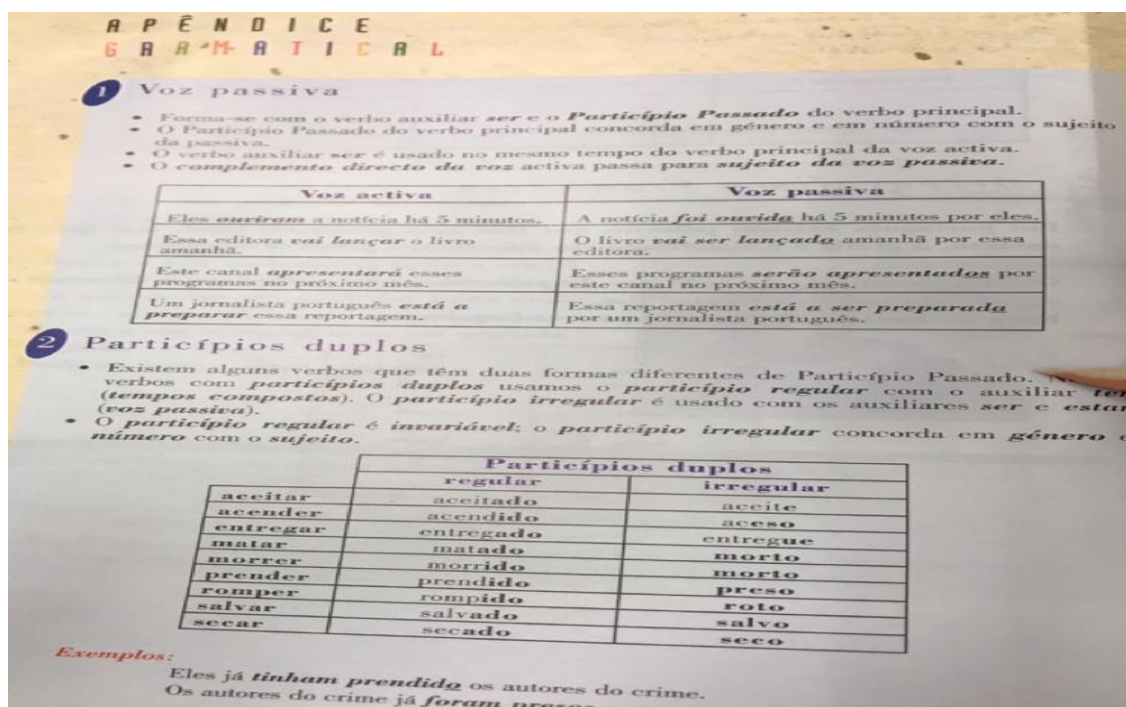 APÊNDICE
GRAMATICAL
1 Voz passiva
• Forma-se com o verbo auxiliar ser e o Particípio Passado do verbo principal.
• O Particípio Passado do verbo principal concorda em género e em número com o sujeito
da passiva.
• O verbo auxiliar ser é usado no mesmo tempo do verbo principal da voz activa.
• O complemento directo da voz activa passa para sujeito da voz passiva.
Voz activa Voz passiva
Eles ouviram a notícia há 5 minutos. A notícia foi ouvida há 5 minutos por eles.
Essa editora vai lançar o livro O livro vai ser lançado amanhã por essa
amanhã. editora.
Este canal apresentará esses Esses programas serão apresentados por
programas no próximo mês. este canal no próximo mês.
Um jornalista português está a Essa reportagem está a ser preparada
preparar essa reportagem. por um jornalista português.
2 Particípios duplos
• Existem alguns verbos que têm duas formas diferentes de Particípio Passado.
verbos com particípios duplos usamos o particípio regular com o auxiliar ter
(tempos compostos). O particípio irregular é usado com os auxiliares ser e estar
(voz passiva).
• O particípio regular é invariável; o particípio irregular concorda em género e
número com o sujeito.
Particípios duplos
regular irregular
aceitar aceitado aceite
acender acendido aceso
entregar entregado entregue
matar matado morto
morrer morrido morto
prender prendido preso
romper rompido roto
salvar salvado salvo
secar secado seco
Exemplos:
Eles já tinham prendido os autores do crime.
Os autores do crime já foram presos